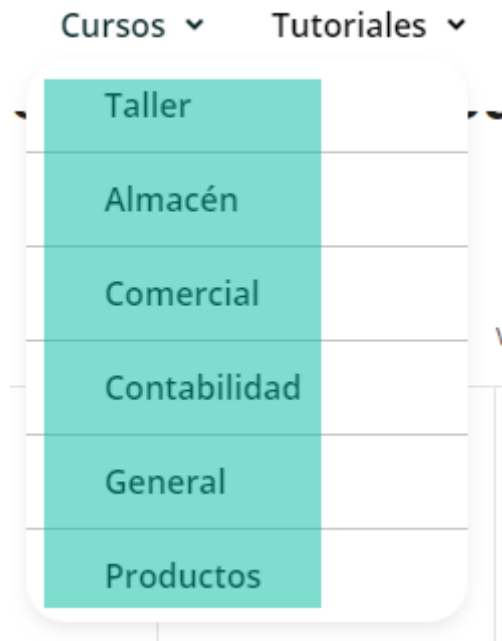 Cursos Tutoriales
Taller
Almacén
Comercial
Contabilidad
General
Productos